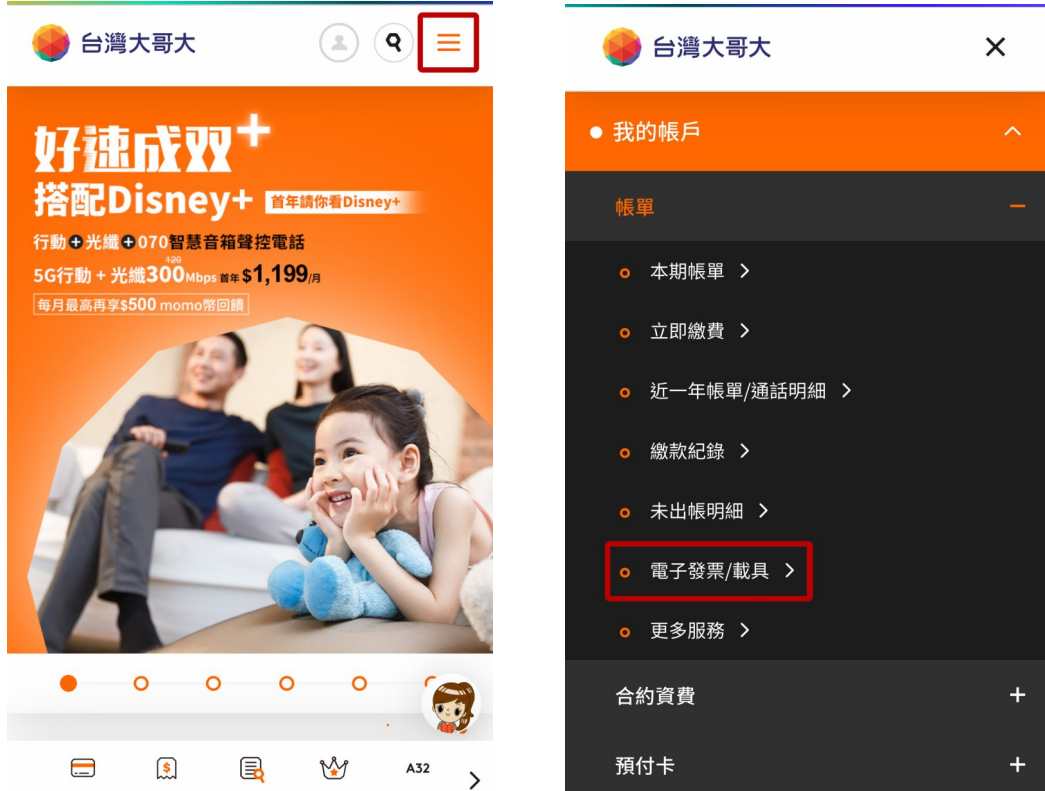 台灣大哥大
好速成双+
搭配Disney+ 首年請你看Disney+
行動+光纖+070智慧音箱聲控電話
120
5G行動 + 光纖300Mbps 首年$1,199/月
每月最高再享$500 momo幣回饋
A32
台灣大哥大
我的帳戶
帳單
本期帳單
立即繳費
近一年帳單/通話明細
繳款紀錄
未出帳明細
電子發票/載具
更多服務
合約資費
預付卡